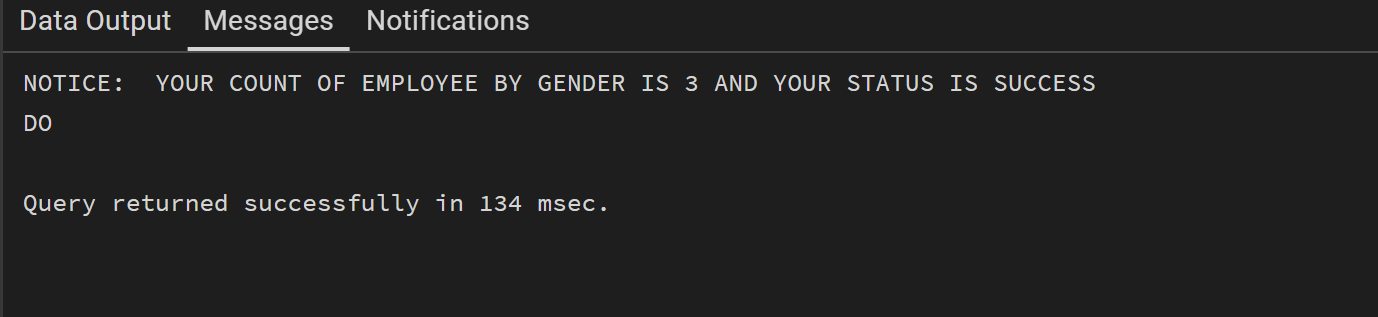 Data Output Messages Notifications
NOTICE:  YOUR COUNT OF EMPLOYEE BY GENDER IS 3 AND YOUR STATUS IS SUCCESS
DO
Query returned successfully in 134 msec.